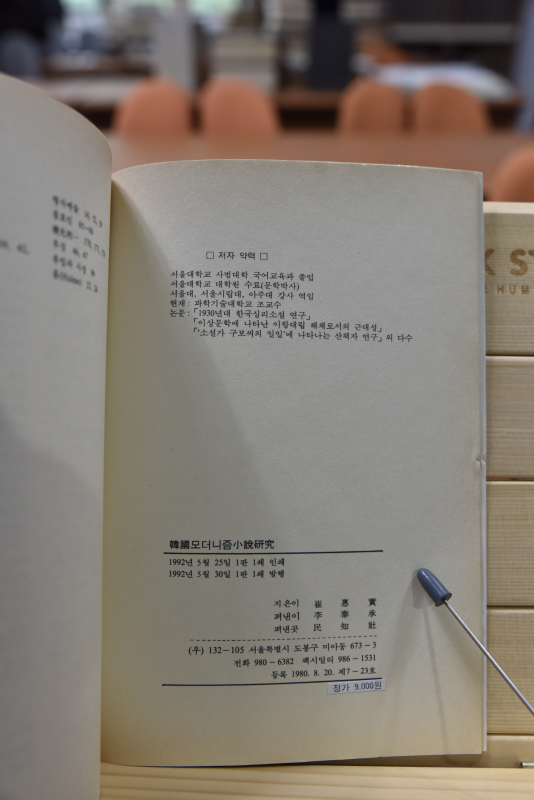 □ 저자 약력 □
서울대학교 사범대학 국어교육과 졸업
서울대학교 대학원 수료(문학박사)
서울대, 서울시립대, 아주대 강사 역임
현재: 과학기술대학교 조교수
논문:「1930년대 한국심리소설 연구」
「이상문학에 나타난 이항대립 해체로서의 근대성」
「'소설가 구보씨의 일일'에 나타나는 산책자 연구」외 다수
韓國모더니즘小說硏究
1992년 5월 25일 1판 1쇄 인쇄
1992년 5월 30일 1판 1쇄 발행
지은이 崔惠實
펴낸이 李泰承
펴낸곳 民知社
(우) 132-105 서울특별시 도봉구 미아동 673-3
전화 980-6382 팩시밀리 986-1531
등록 1980. 8. 20. 제7-23호
정가 9,000원
K ST
HUM